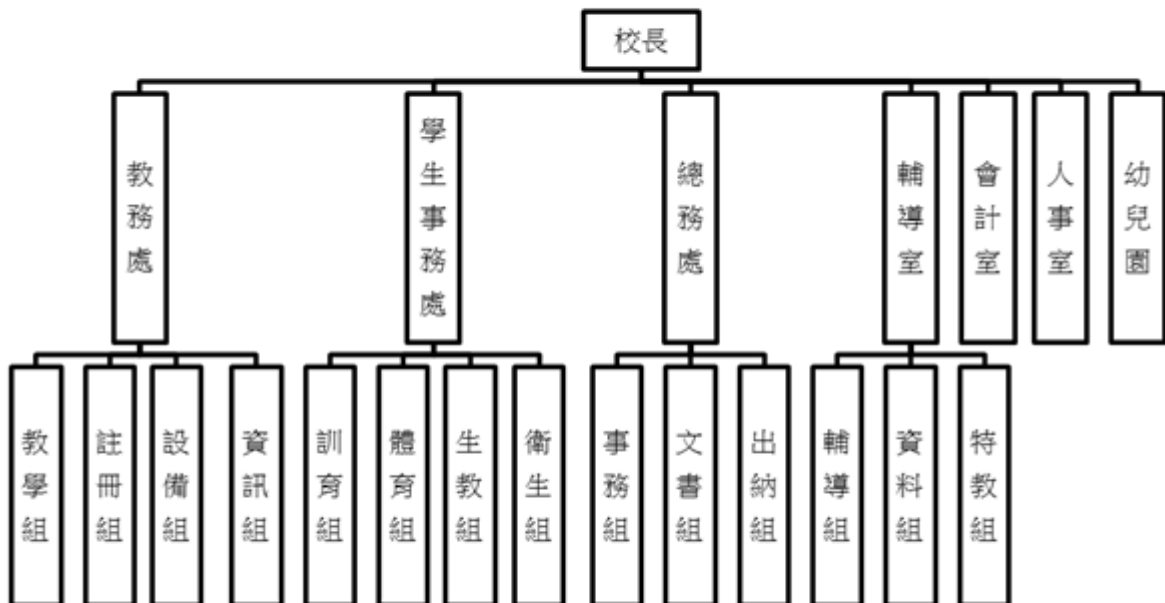 校長
教務處
學生事務處
總務處
輔導室
會計室
人事室
幼兒園
教學組
註冊組
設備組
資訊組
訓育組
體育組
生教組
衛生組
事務組
文書組
出納組
輔導組
資料組
特教組